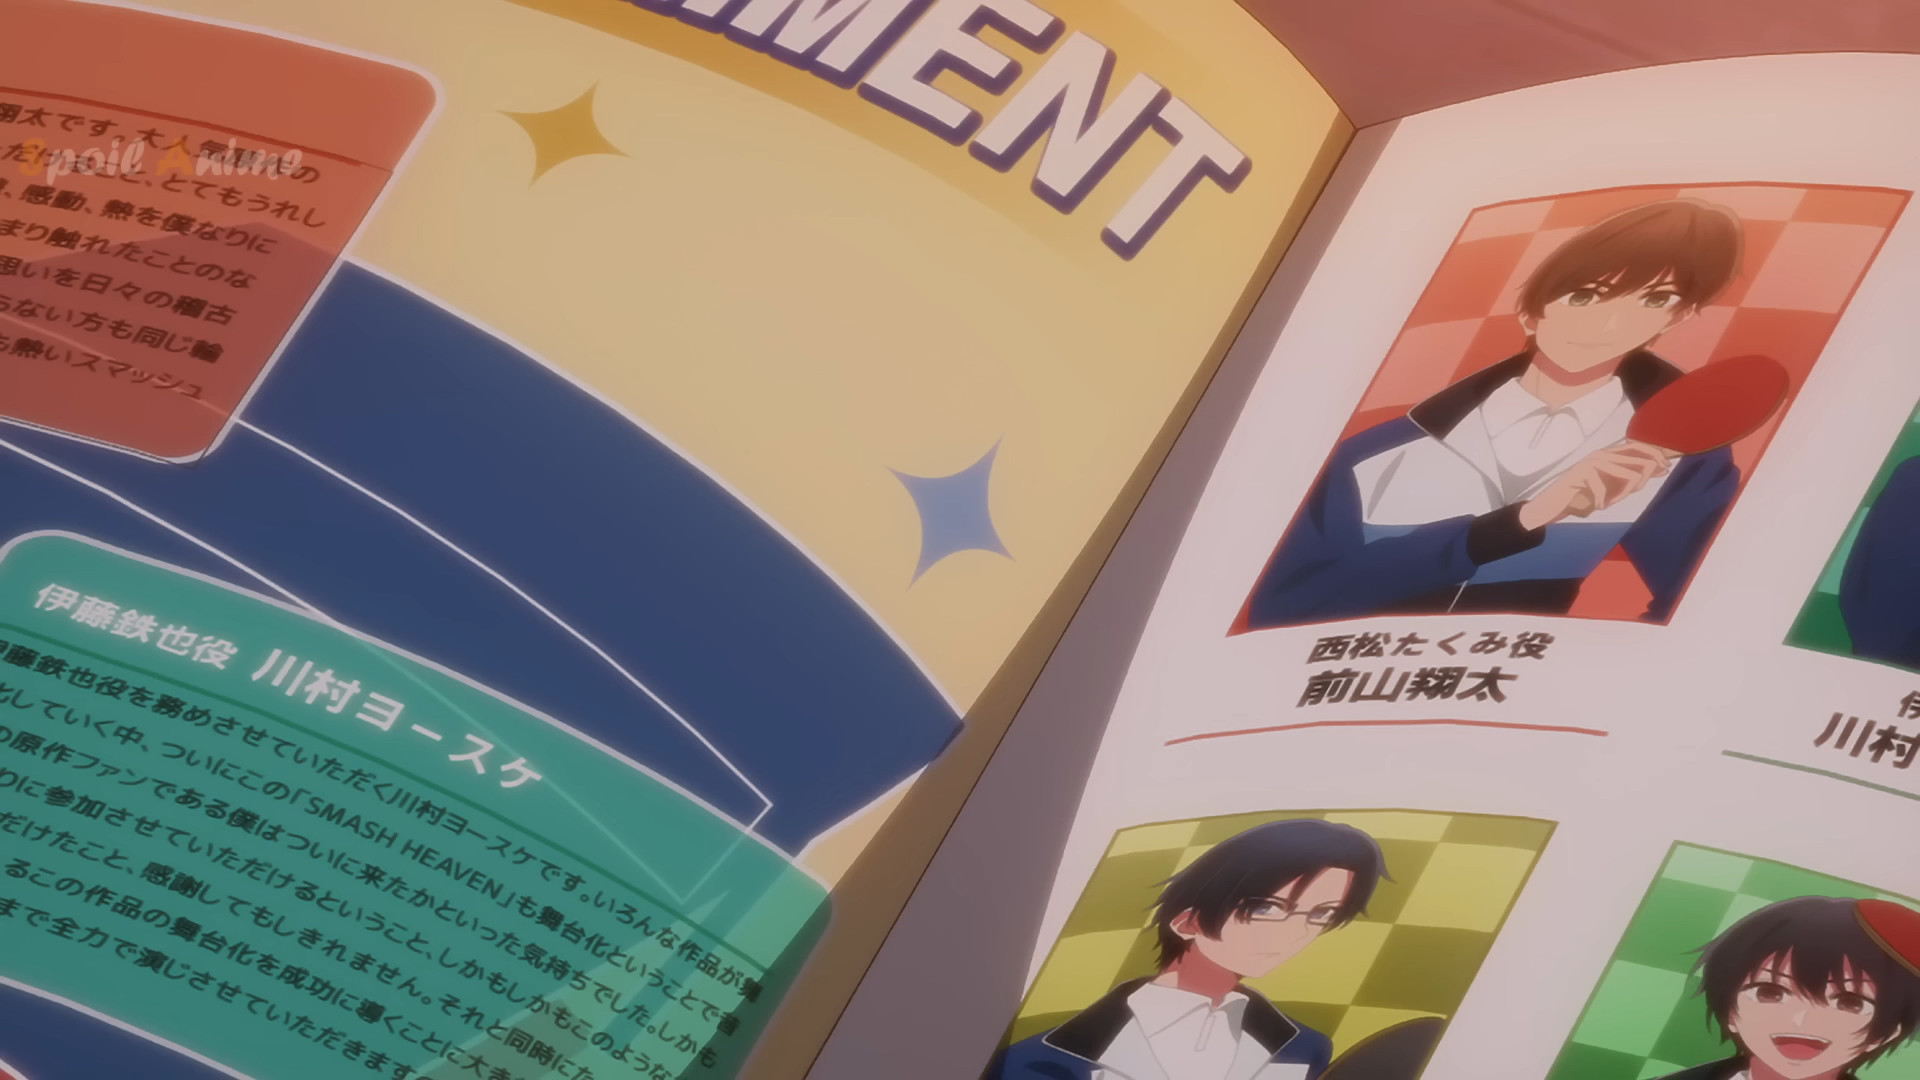 MENT
翔太です。大人気原作の
ただけること、とてもうれし
、感動、熱を僕なりに
まり触れたことのな
思いを日々の稽古
らない方も同じ輪
も熱いスマッシュ
3poil Anime
伊藤鉄也役 川村ヨースケ
伊藤鉄也役を務めさせていただく川村ヨースケです。いろんな作品が舞
化していく中、ついにこの「SMASH HEAVEN」も舞台化ということで昔
の原作ファンである僕はついに来たかといった気持ちでした。しかも
りに参加させていただけるということ、しかもしかもこのような
だけたこと、感謝してもしきれません。それと同時にた
るこの作品の舞台化を成功に導くことに大き
まで全力で演じさせていただきます
西松たくみ役
前山翔太
伊
川村